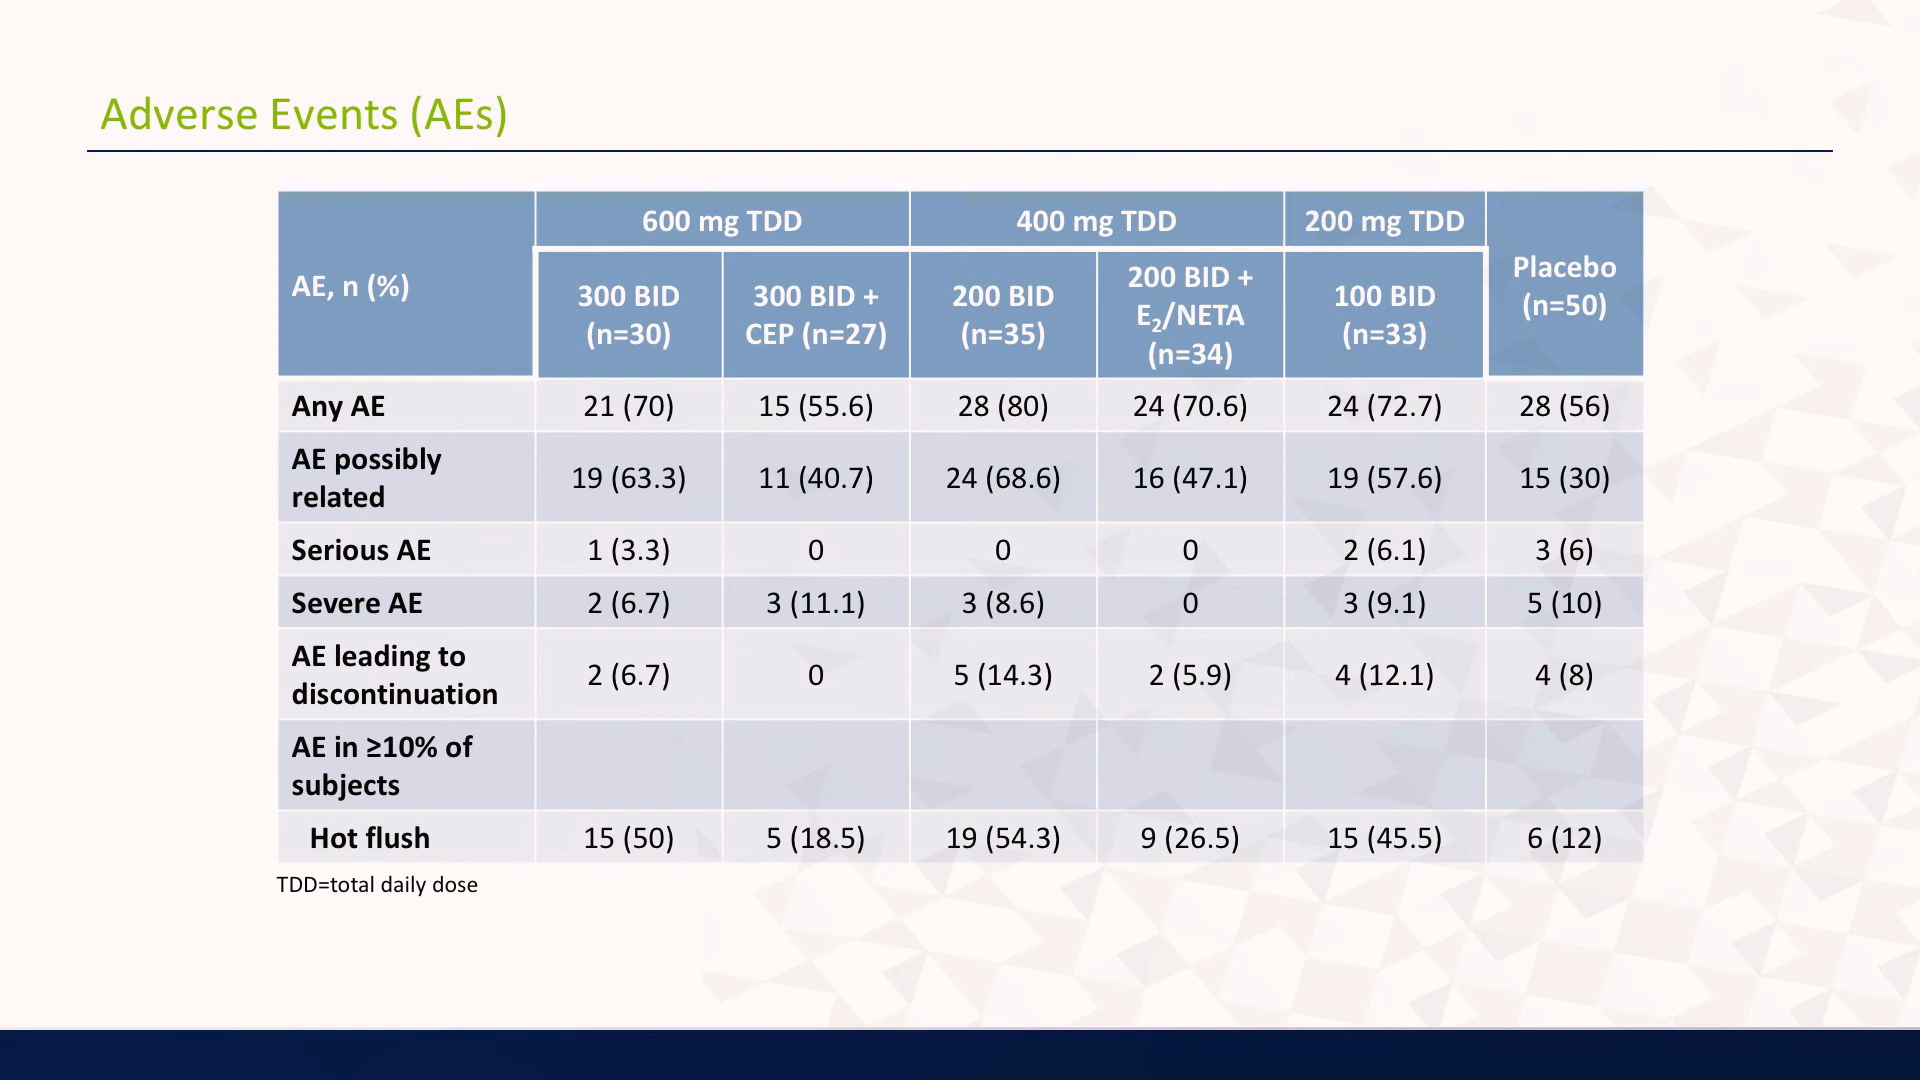 Adverse Events (AEs)
AE, n (%)
600 mg TDD
400 mg TDD
200 mg TDD
Placebo
(n=50)
300 BID
(n=30)
300 BID +
CEP (n=27)
200 BID
(n=35)
200 BID +
E₂/NETA
(n=34)
100 BID
(n=33)
Any AE 21 (70) 15 (55.6) 28 (80) 24 (70.6) 24 (72.7) 28 (56)
AE possibly
related 19 (63.3) 11 (40.7) 24 (68.6) 16 (47.1) 19 (57.6) 15 (30)
Serious AE 1 (3.3) 0 0 0 2 (6.1) 3 (6)
Severe AE 2 (6.7) 3 (11.1) 3 (8.6) 0 3 (9.1) 5 (10)
AE leading to
discontinuation 2 (6.7) 0 5 (14.3) 2 (5.9) 4 (12.1) 4 (8)
AE in ≥10% of
subjects
Hot flush 15 (50) 5 (18.5) 19 (54.3) 9 (26.5) 15 (45.5) 6 (12)
TDD=total daily dose